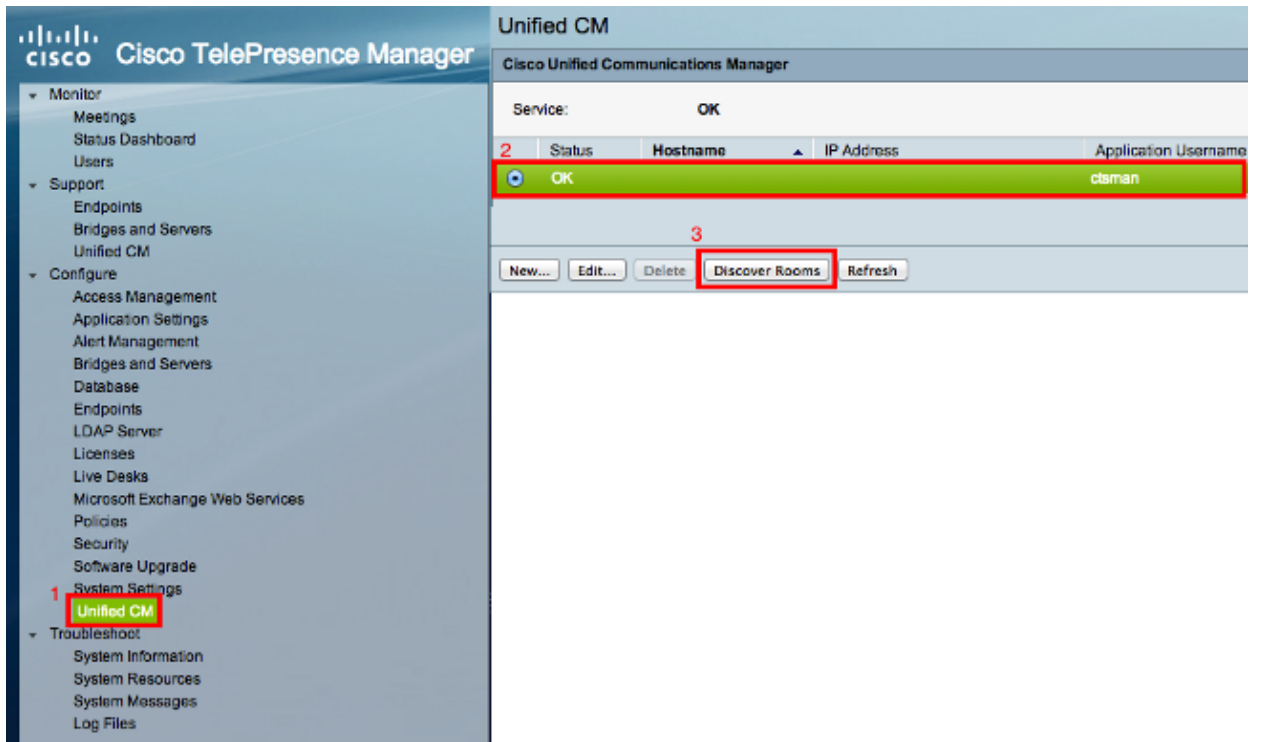 cisco Cisco TelePresence Manager
Monitor
Meetings
Status Dashboard
Users
Support
Endpoints
Bridges and Servers
Unified CM
Configure
Access Management
Application Settings
Alert Management
Bridges and Servers
Database
Endpoints
LDAP Server
Licenses
Live Desks
Microsoft Exchange Web Services
Policies
Security
Software Upgrade
System Settings
1 Unified CM
Troubleshoot
System Information
System Resources
System Messages
Log Files
Unified CM
Cisco Unified Communications Manager
Service: OK
2 Status Hostname IP Address Application Username
OK ctsman
3
New... Edit... Delete Discover Rooms Refresh